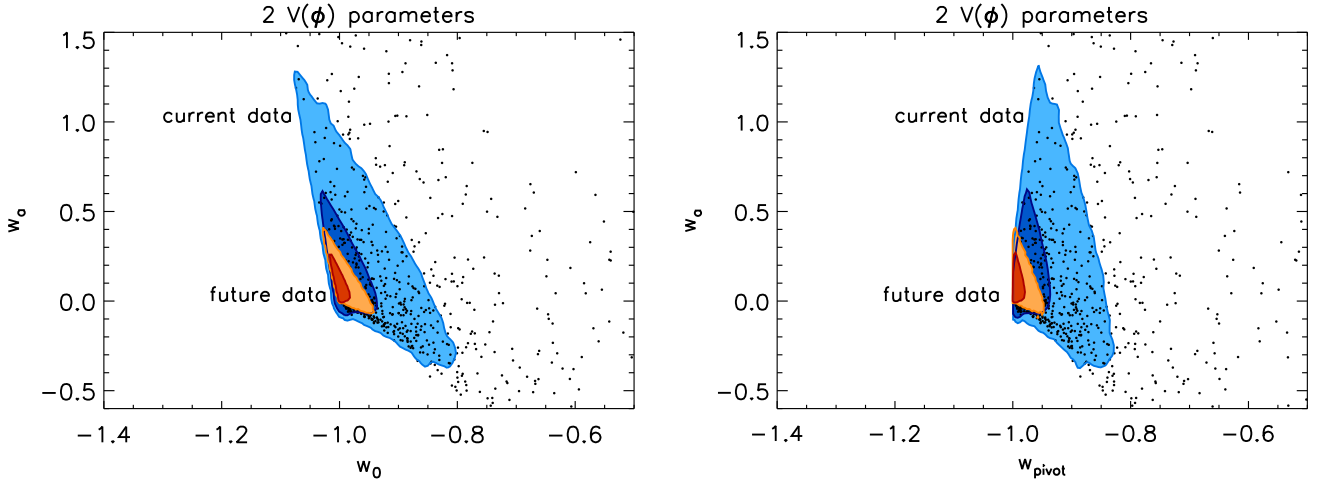 2 V(ϕ) parameters
1.5
1.0
0.5
0.0
−0.5
w_a
current data
future data
−1.4
−1.2
−1.0
−0.8
−0.6
w_0
2 V(ϕ) parameters
1.5
1.0
0.5
0.0
−0.5
w_a
current data
future data
−1.4
−1.2
−1.0
−0.8
−0.6
w_pivot